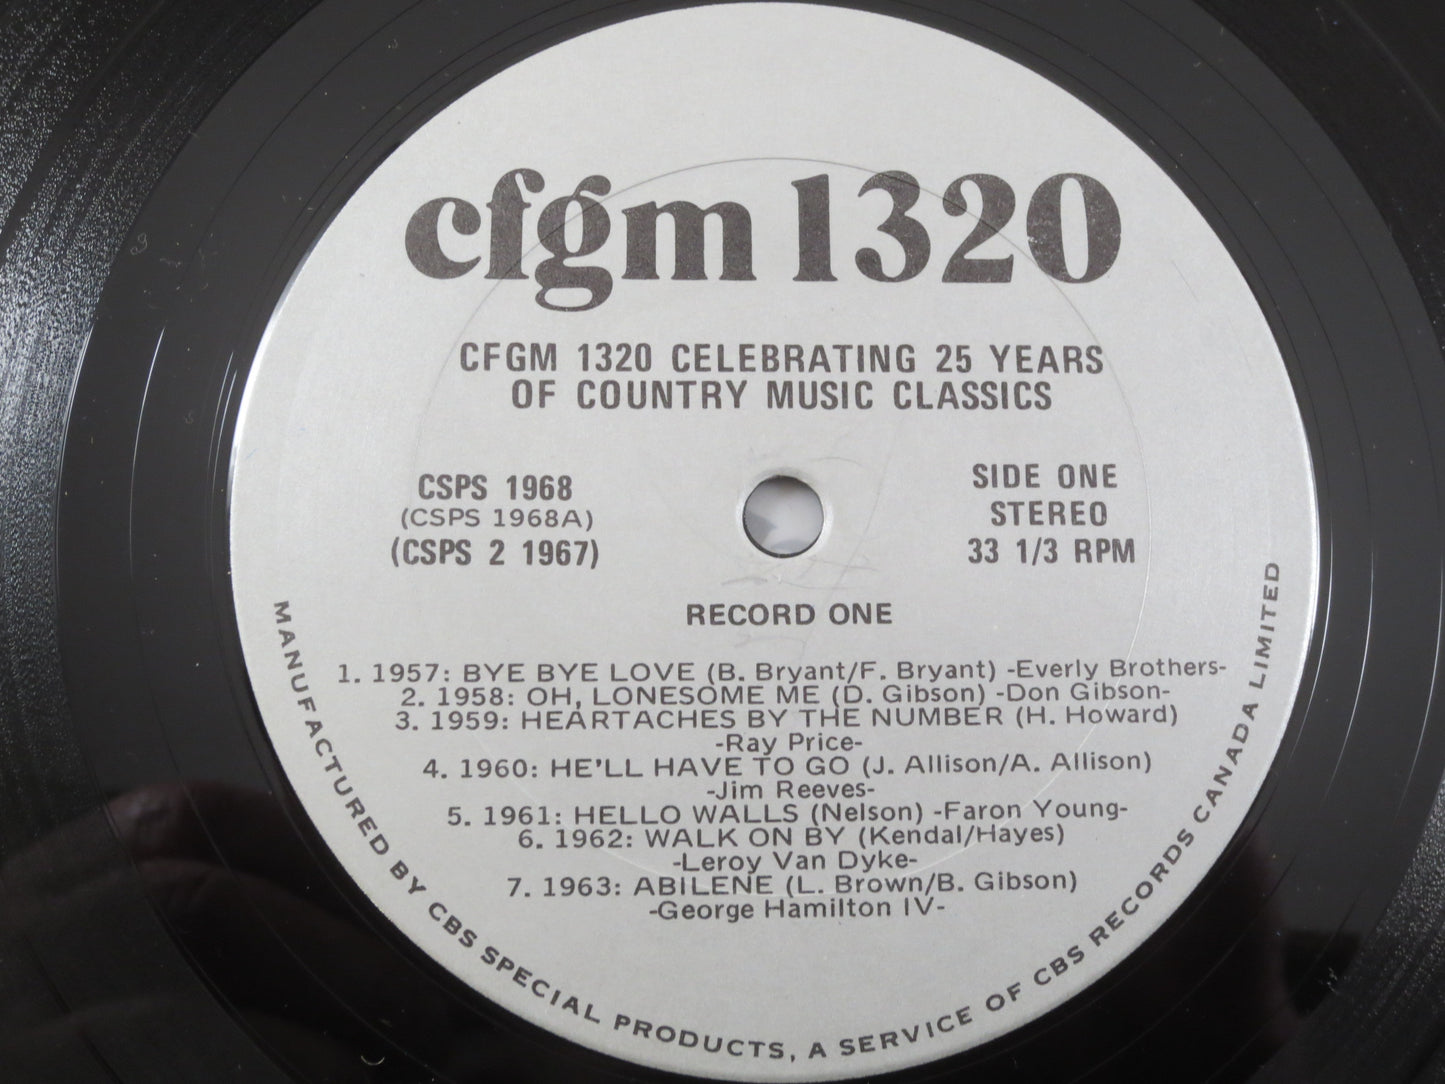 cfgm 1320
CFGM 1320 CELEBRATING 25 YEARS
OF COUNTRY MUSIC CLASSICS
CSPS 1968
(CSPS 1968A)
(CSPS 2 1967)
SIDE ONE
STEREO
33 1/3 RPM
RECORD ONE
1. 1957: BYE BYE LOVE (B. Bryant/F. Bryant) -Everly Brothers-
2. 1958: OH, LONESOME ME (D. Gibson) -Don Gibson-
3. 1959: HEARTACHES BY THE NUMBER (H. Howard)
-Ray Price-
4. 1960: HE'LL HAVE TO GO (J. Allison/A. Allison)
-Jim Reeves-
5. 1961: HELLO WALLS (Nelson) -Faron Young-
6. 1962: WALK ON BY (Kendal/Hayes)
-Leroy Van Dyke-
7. 1963: ABILENE (L. Brown/B. Gibson)
-George Hamilton IV-
MANUFACTURED BY CBS SPECIAL PRODUCTS, A SERVICE OF CBS RECORDS CANADA LIMITED